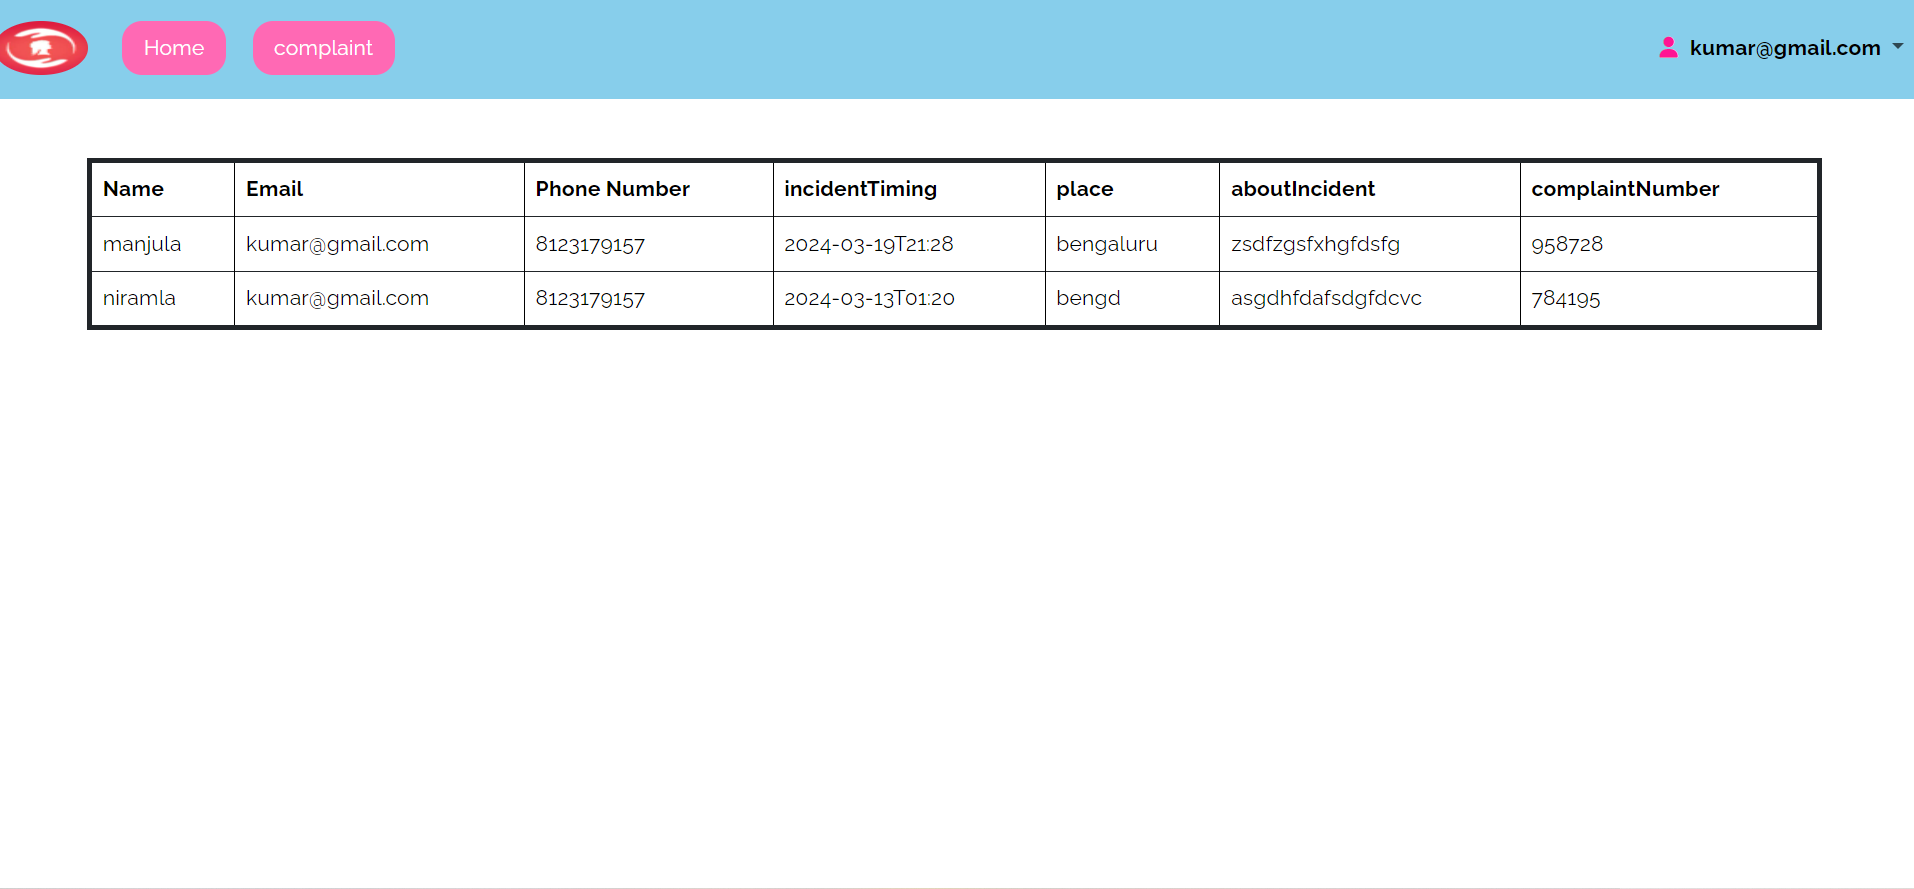 Home complaint kumar@gmail.com
Name Email Phone Number incidentTiming place aboutIncident complaintNumber
manjula kumar@gmail.com 8123179157 2024-03-19T21:28 bengaluru zsdfzgsfxhgfdsfg 958728
niramla kumar@gmail.com 8123179157 2024-03-13T01:20 bengd asgdhfdafsdgfdcvc 784195